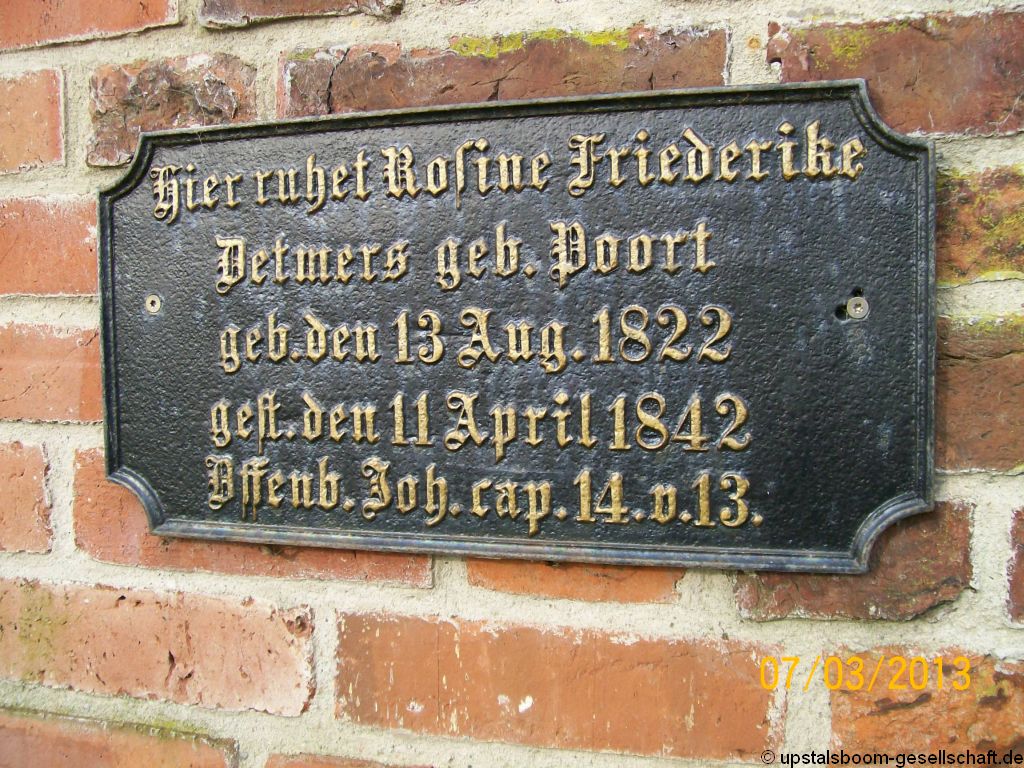 Hier ruhet Roſine Friederike
Detmers geb. Poort
geb. den 13 Aug. 1822
geſt. den 11 April 1842
Offenb. Joh. cap. 14. v. 13.
07/03/2013
© upstalsboom-gesellschaft.de